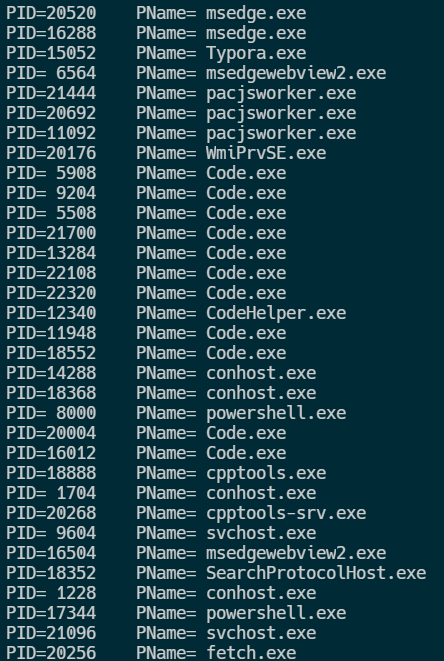 PID=20520    PName= msedge.exe
PID=16288    PName= msedge.exe
PID=15052    PName= Typora.exe
PID= 6564    PName= msedgewebview2.exe
PID=21444    PName= pacjsworker.exe
PID=20692    PName= pacjsworker.exe
PID=11092    PName= pacjsworker.exe
PID=20176    PName= WmiPrvSE.exe
PID= 5908    PName= Code.exe
PID= 9204    PName= Code.exe
PID= 5508    PName= Code.exe
PID=21700    PName= Code.exe
PID=13284    PName= Code.exe
PID=22108    PName= Code.exe
PID=22320    PName= Code.exe
PID=12340    PName= CodeHelper.exe
PID=11948    PName= Code.exe
PID=18552    PName= Code.exe
PID=14288    PName= conhost.exe
PID=18368    PName= conhost.exe
PID= 8000    PName= powershell.exe
PID=20004    PName= Code.exe
PID=16012    PName= Code.exe
PID=18888    PName= cpptools.exe
PID= 1704    PName= conhost.exe
PID=20268    PName= cpptools-srv.exe
PID= 9604    PName= svchost.exe
PID=16504    PName= msedgewebview2.exe
PID=18352    PName= SearchProtocolHost.exe
PID= 1228    PName= conhost.exe
PID=17344    PName= powershell.exe
PID=21096    PName= svchost.exe
PID=20256    PName= fetch.exe